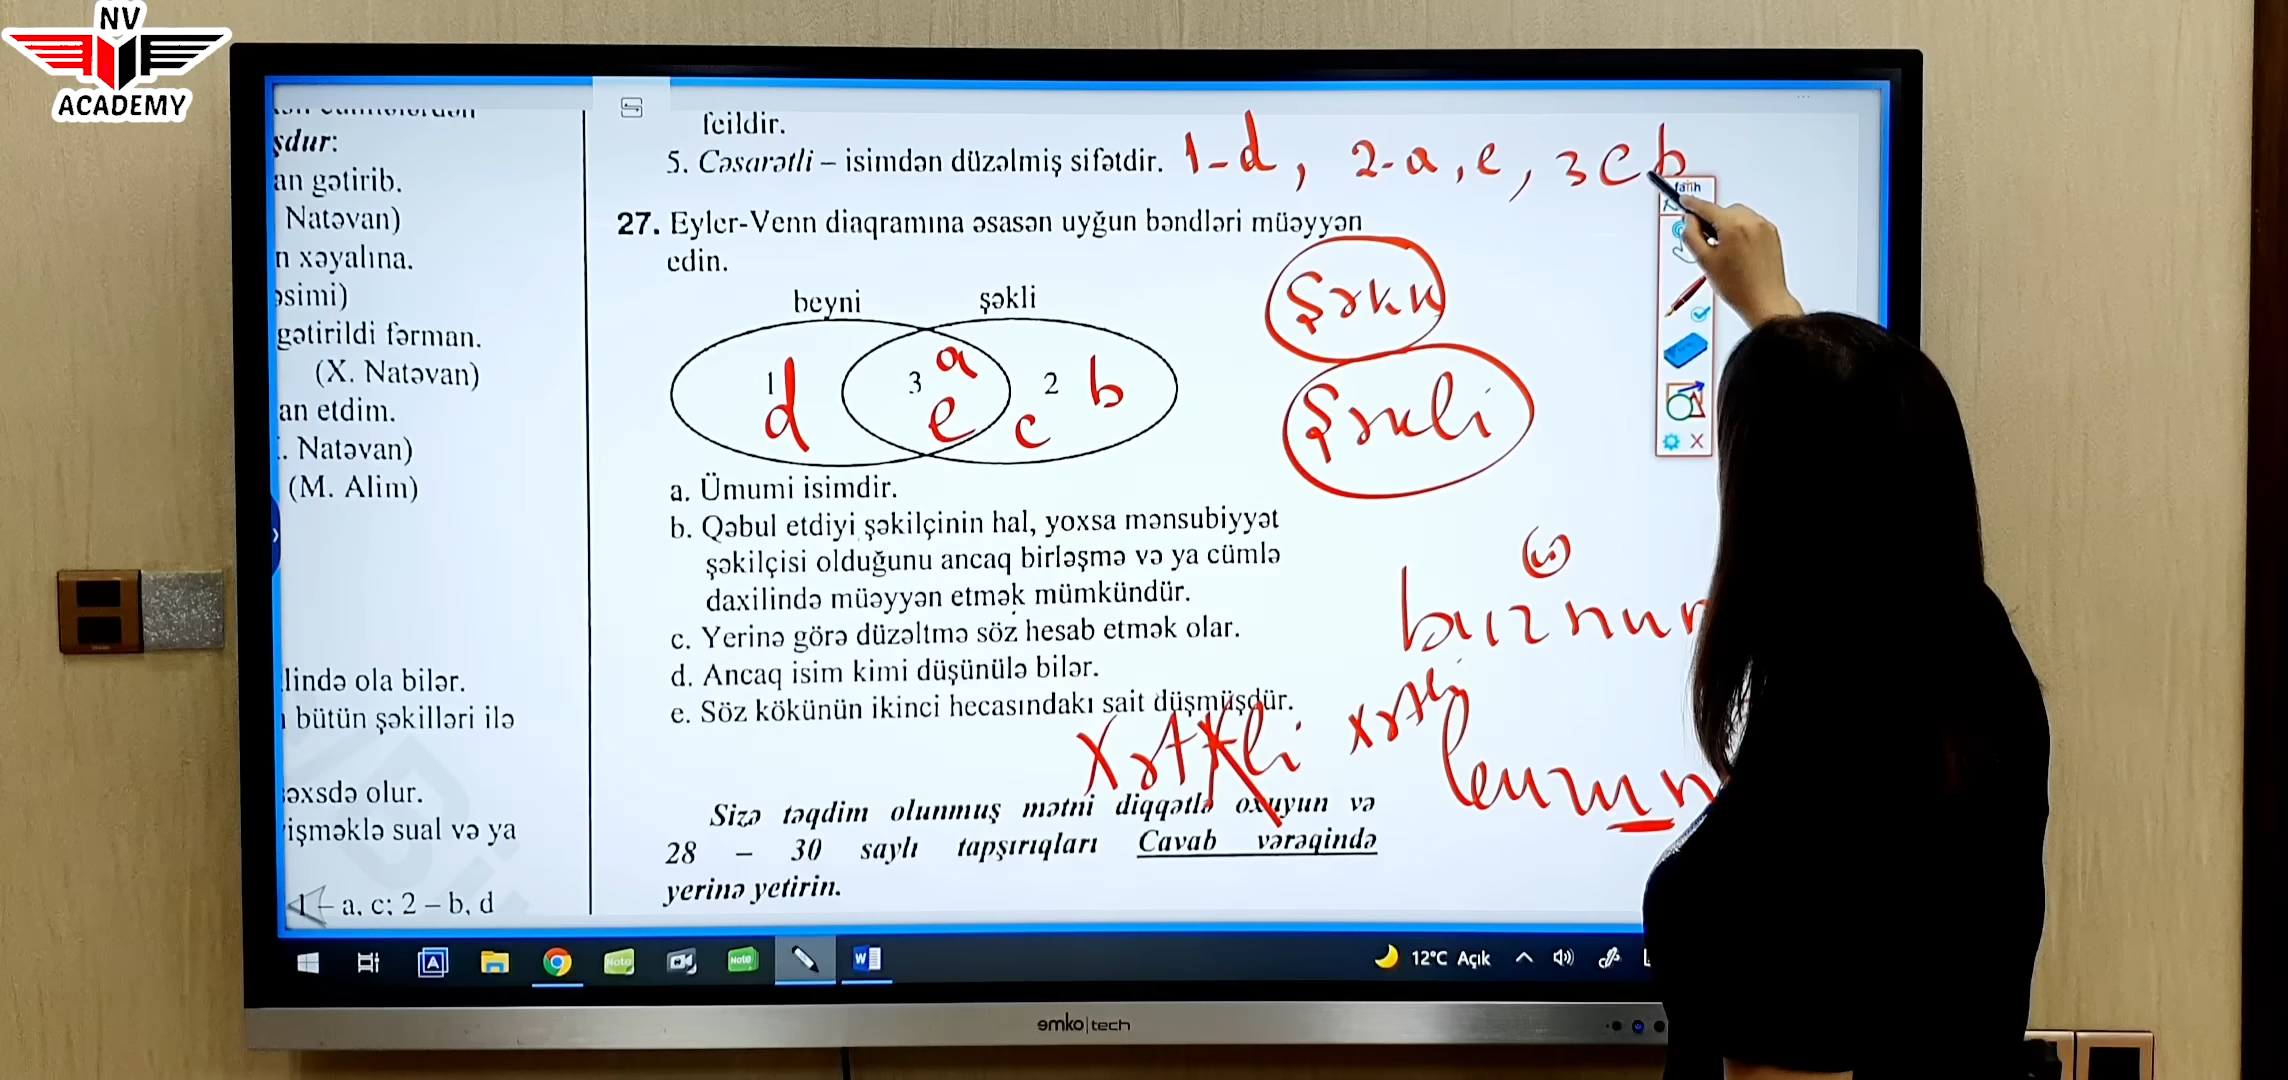 NV
ACADEMY
şdur:
an gətirib.
Natəvan)
n xəyalına.
əsimi)
gətirildi fərman.
(X. Natəvan)
an etdim.
. Natəvan)
(M. Alim)
lində ola bilər.
bütün şəkilləri ilə
əxsdə olur.
işməklə sual və ya
1 – a, c; 2 – b, d
feildir.
5. Cəsarətli – isimdən düzəlmiş sifətdir.
1-d, 2-a, e, 3 c b
27. Eyler-Venn diaqramına əsasən uyğun bəndləri müəyyən
edin.
beyni şəkli
1 d 3 a e 2 b c
Şəkli
a. Ümumi isimdir.
b. Qəbul etdiyi şəkilçinin hal, yoxsa mənsubiyyət
şəkilçisi olduğunu ancaq birləşmə və ya cümlə
daxilində müəyyən etmək mümkündür.
c. Yerinə görə düzəltmə söz hesab etmək olar.
d. Ancaq isim kimi düşünülə bilər.
e. Söz kökünün ikinci hecasındakı sait düşmüşdür.
Sizə təqdim olunmuş mətni diqqətlə oxuyun və
28 – 30 saylı tapşırıqları Cavab vərəqində
yerinə yetirin.
fatih
12°C Açık
emko|tech